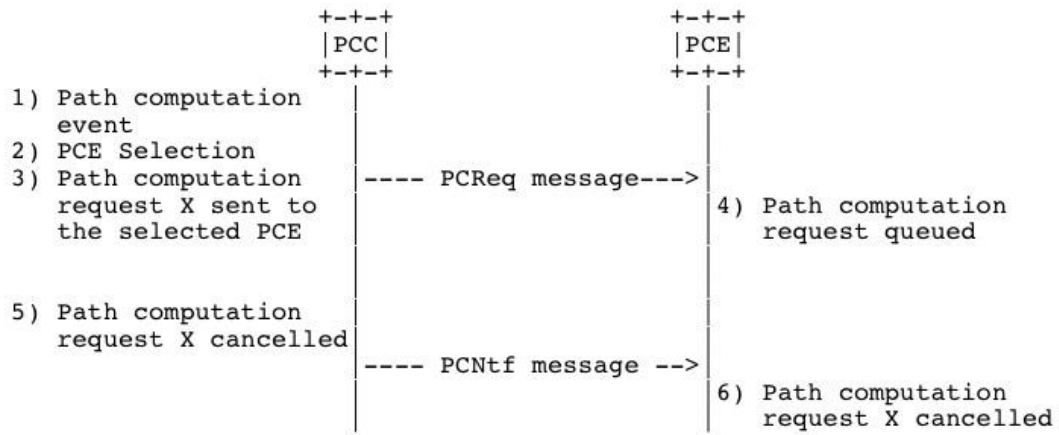 +-+-+                  +-+-+
|PCC|                  |PCE|
+-+-+                  +-+-+
1) Path computation    |                      |
   event               |                      |
2) PCE Selection       |                      |
3) Path computation    |---- PCReq message--->|
   request X sent to   |                      |4) Path computation
   the selected PCE    |                      |   request queued
                       |                      |
                       |                      |
5) Path computation    |                      |
   request X cancelled|                      |
                       |---- PCNtf message -->|
                       |                      |6) Path computation
                       |                      |   request X cancelled